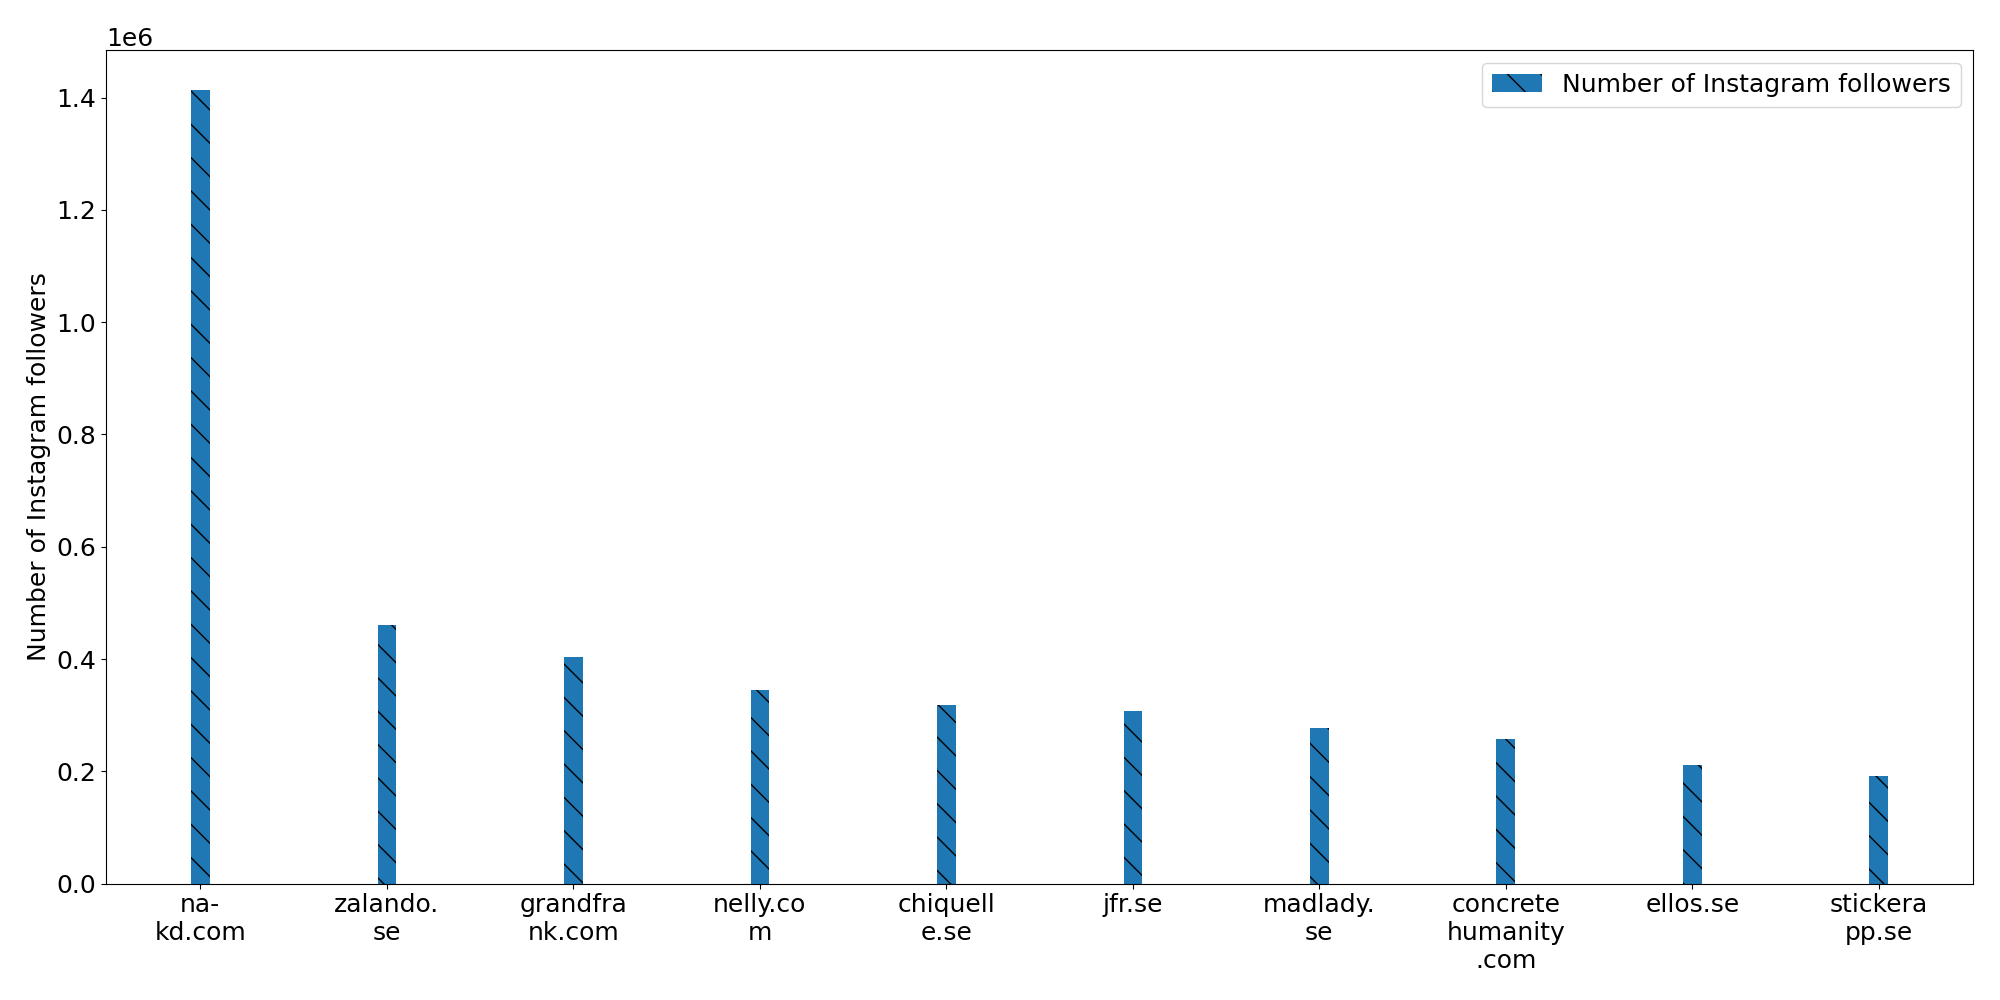 1e6
Number of Instagram followers
1.4
1.2
1.0
0.8
0.6
0.4
0.2
0.0
Number of Instagram followers
na-
kd.com
zalando.
se
grandfra
nk.com
nelly.co
m
chiquell
e.se
jfr.se
madlady.
se
concrete
humanity
.com
ellos.se
stickera
pp.se